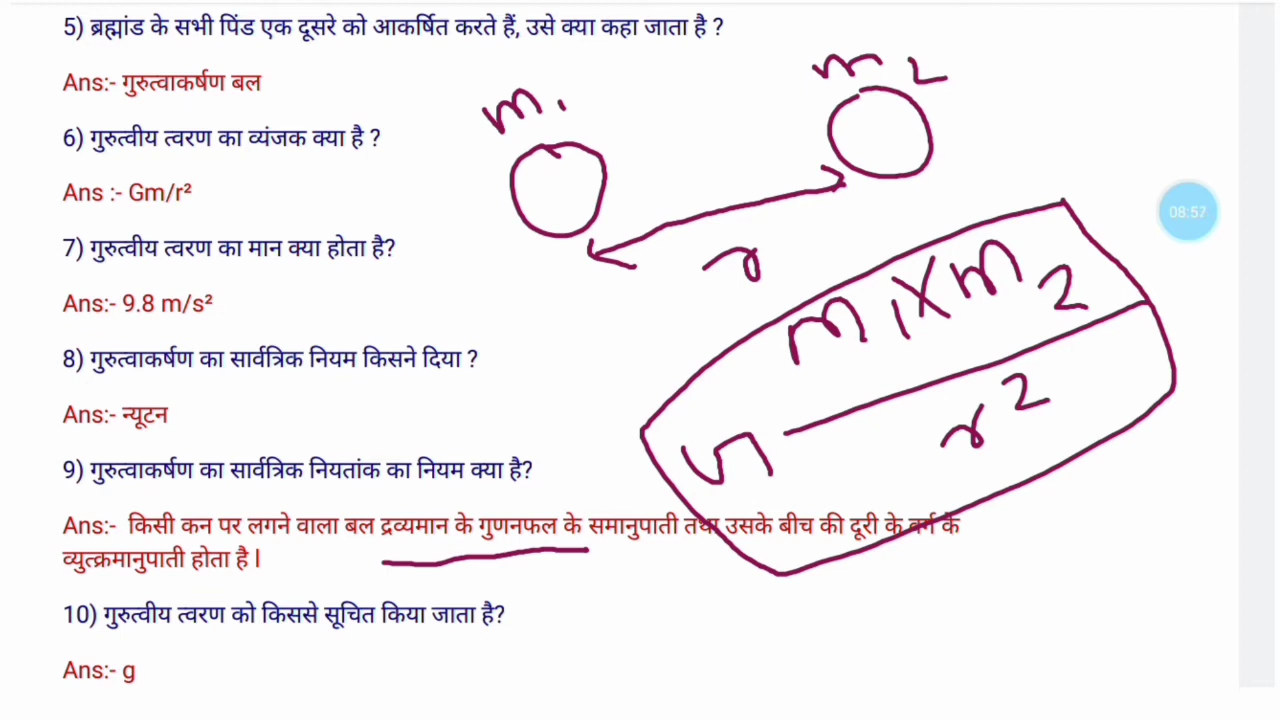 5) ब्रह्मांड के सभी पिंड एक दूसरे को आकर्षित करते हैं, उसे क्या कहा जाता है ?
Ans:- गुरुत्वाकर्षण बल
6) गुरुत्वीय त्वरण का व्यंजक क्या है ?
Ans :- Gm/r²
7) गुरुत्वीय त्वरण का मान क्या होता है?
Ans:- 9.8 m/s²
8) गुरुत्वाकर्षण का सार्वत्रिक नियम किसने दिया ?
Ans:- न्यूटन
9) गुरुत्वाकर्षण का सार्वत्रिक नियतांक का नियम क्या है?
Ans:- किसी कन पर लगने वाला बल द्रव्यमान के गुणनफल के समानुपाती तथा उसके बीच की दूरी के वर्ग के
व्युत्क्रमानुपाती होता है l
10) गुरुत्वीय त्वरण को किससे सूचित किया जाता है?
Ans:- g
m1
m2
r
m1 X m2
r2
08:57